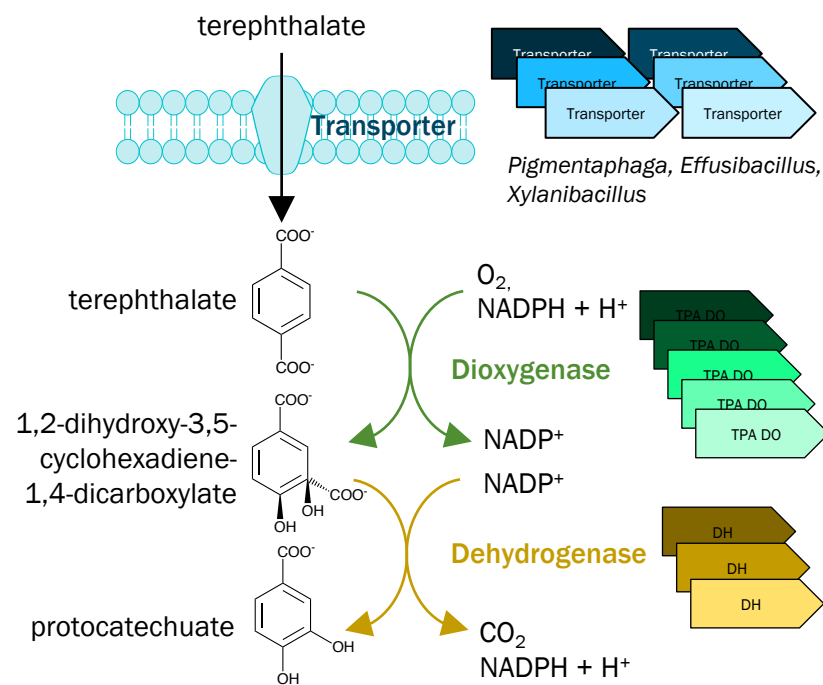 terephthalate
Transporter
Transporter
Transporter
Transporter
Transporter
Transporter
Transporter
Pigmentaphaga, Effusibacillus,
Xylanibacillus
COO-
terephthalate
COO-
O2,
NADPH + H+
Dioxygenase
TPA DO
TPA DO
TPA DO
TPA DO
TPA DO
1,2-dihydroxy-3,5-
cyclohexadiene-
1,4-dicarboxylate
COO-
COO-
OH
OH
NADP+
NADP+
Dehydrogenase
DH
DH
DH
protocatechuate
COO-
OH
OH
CO2
NADPH + H+